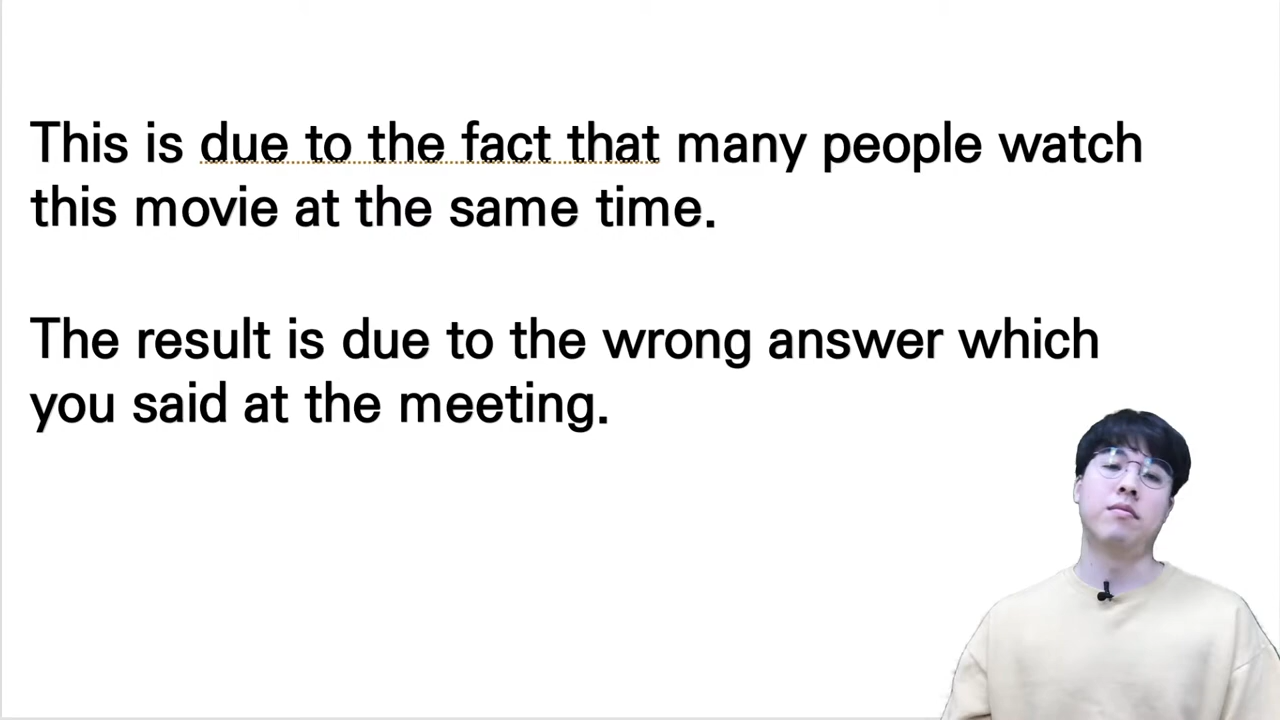 This is due to the fact that many people watch
this movie at the same time.
The result is due to the wrong answer which
you said at the meeting.